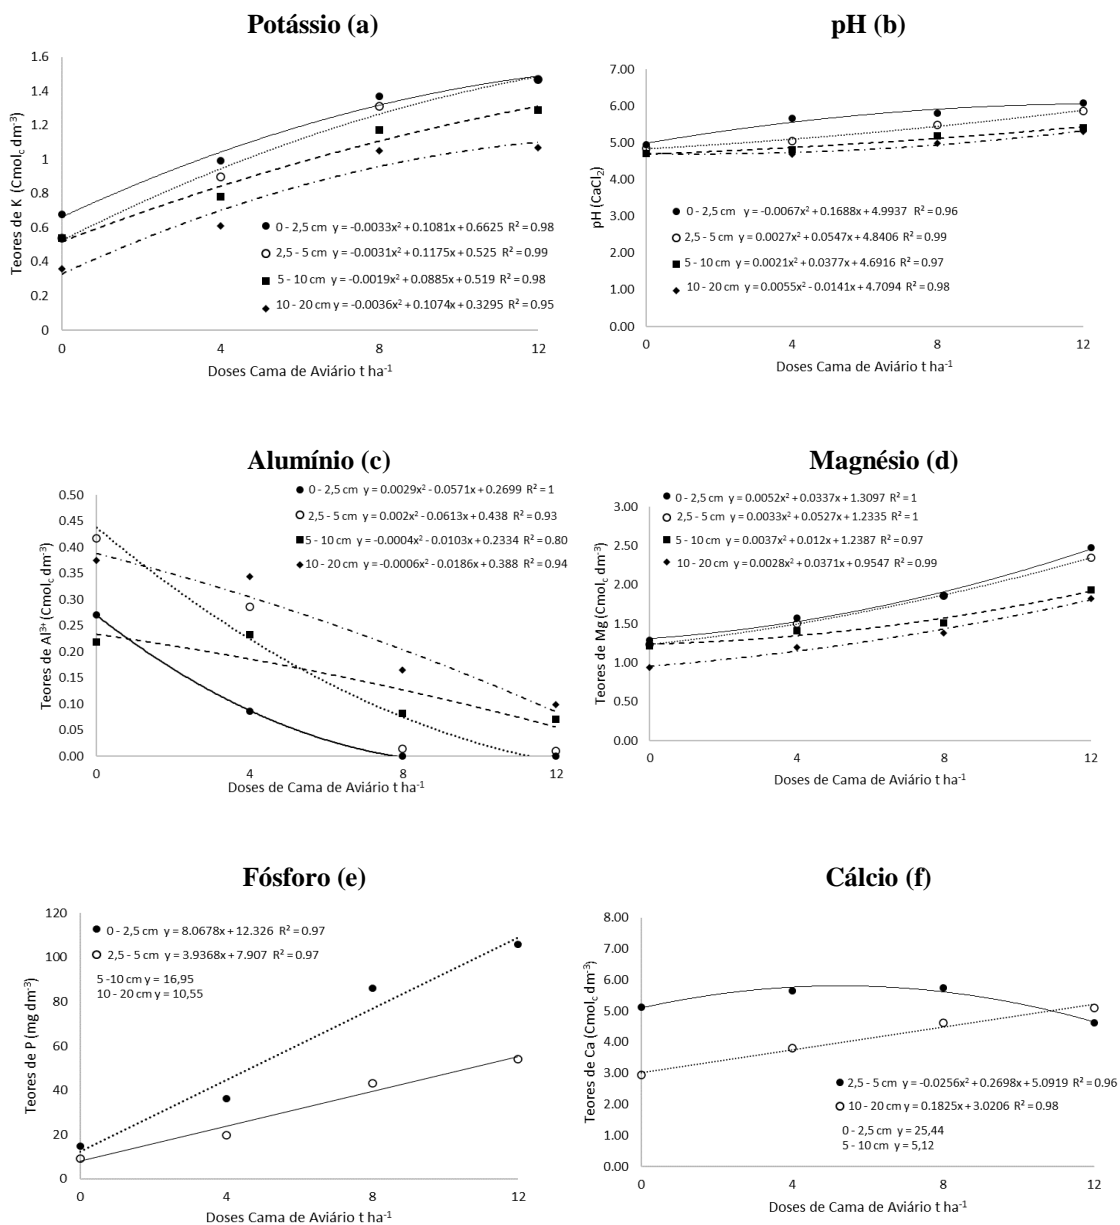 Potássio (a)
Teores de K (Cmolc dm-3)
1.6
1.4
1.2
1
0.8
0.6
0.4
0.2
0
0 - 2,5 cm y = -0.0033x² + 0.1081x + 0.6625 R² = 0.98
2,5 - 5 cm y = -0.0031x² + 0.1175x + 0.525 R² = 0.99
5 - 10 cm y = -0.0019x² + 0.0885x + 0.519 R² = 0.98
10 - 20 cm y = -0.0036x² + 0.1074x + 0.3295 R² = 0.95
0 4 8 12
Doses Cama de Aviário t ha-1
pH (b)
pH (CaCl2)
7.00
6.00
5.00
4.00
3.00
2.00
1.00
0.00
0 - 2,5 cm y = -0.0067x² + 0.1688x + 4.9937 R² = 0.96
2,5 - 5 cm y = 0.0027x² + 0.0547x + 4.8406 R² = 0.99
5 - 10 cm y = 0.0021x² + 0.0377x + 4.6916 R² = 0.97
10 - 20 cm y = 0.0055x² - 0.0141x + 4.7094 R² = 0.98
0 4 8 12
Doses Cama de Aviário t ha-1
Alumínio (c)
Teores de Al3+ (Cmolc dm-3)
0.50
0.45
0.40
0.35
0.30
0.25
0.20
0.15
0.10
0.05
0.00
0 - 2,5 cm y = 0.0029x² - 0.0571x + 0.2699 R² = 1
2,5 - 5 cm y = 0.002x² - 0.0613x + 0.438 R² = 0.93
5 - 10 cm y = -0.0004x² - 0.0103x + 0.2334 R² = 0.80
10 - 20 cm y = -0.0006x² - 0.0186x + 0.388 R² = 0.94
0 4 8 12
Doses de Cama de Aviário t ha-1
Magnésio (d)
Teores de Mg (Cmolc dm-3)
3.00
2.50
2.00
1.50
1.00
0.50
0.00
0 - 2,5 cm y = 0.0052x² + 0.0337x + 1.3097 R² = 1
2,5 - 5 cm y = 0.0033x² + 0.0527x + 1.2335 R² = 1
5 - 10 cm y = 0.0037x² + 0.012x + 1.2387 R² = 0.97
10 - 20 cm y = 0.0028x² + 0.0371x + 0.9547 R² = 0.99
0 4 8 12
Doses de Cama de Aviário t ha-1
Fósforo (e)
Teores de P (mg dm-3)
120
100
80
60
40
20
0
0 - 2,5 cm y = 8.0678x + 12.326 R² = 0.97
2,5 - 5 cm y = 3.9368x + 7.907 R² = 0.97
5 -10 cm y = 16,95
10 - 20 cm y = 10,55
0 4 8 12
Doses Cama de Aviário t ha-1
Cálcio (f)
Teores de Ca (Cmolc dm-3)
8.00
7.00
6.00
5.00
4.00
3.00
2.00
1.00
0.00
2,5 - 5 cm y = -0.0256x² + 0.2698x + 5.0919 R² = 0.96
10 - 20 cm y = 0.1825x + 3.0206 R² = 0.98
0 - 2,5 cm y = 25,44
5 - 10 cm y = 5,12
0 4 8 12
Doses de Cama de Aviário t ha-1